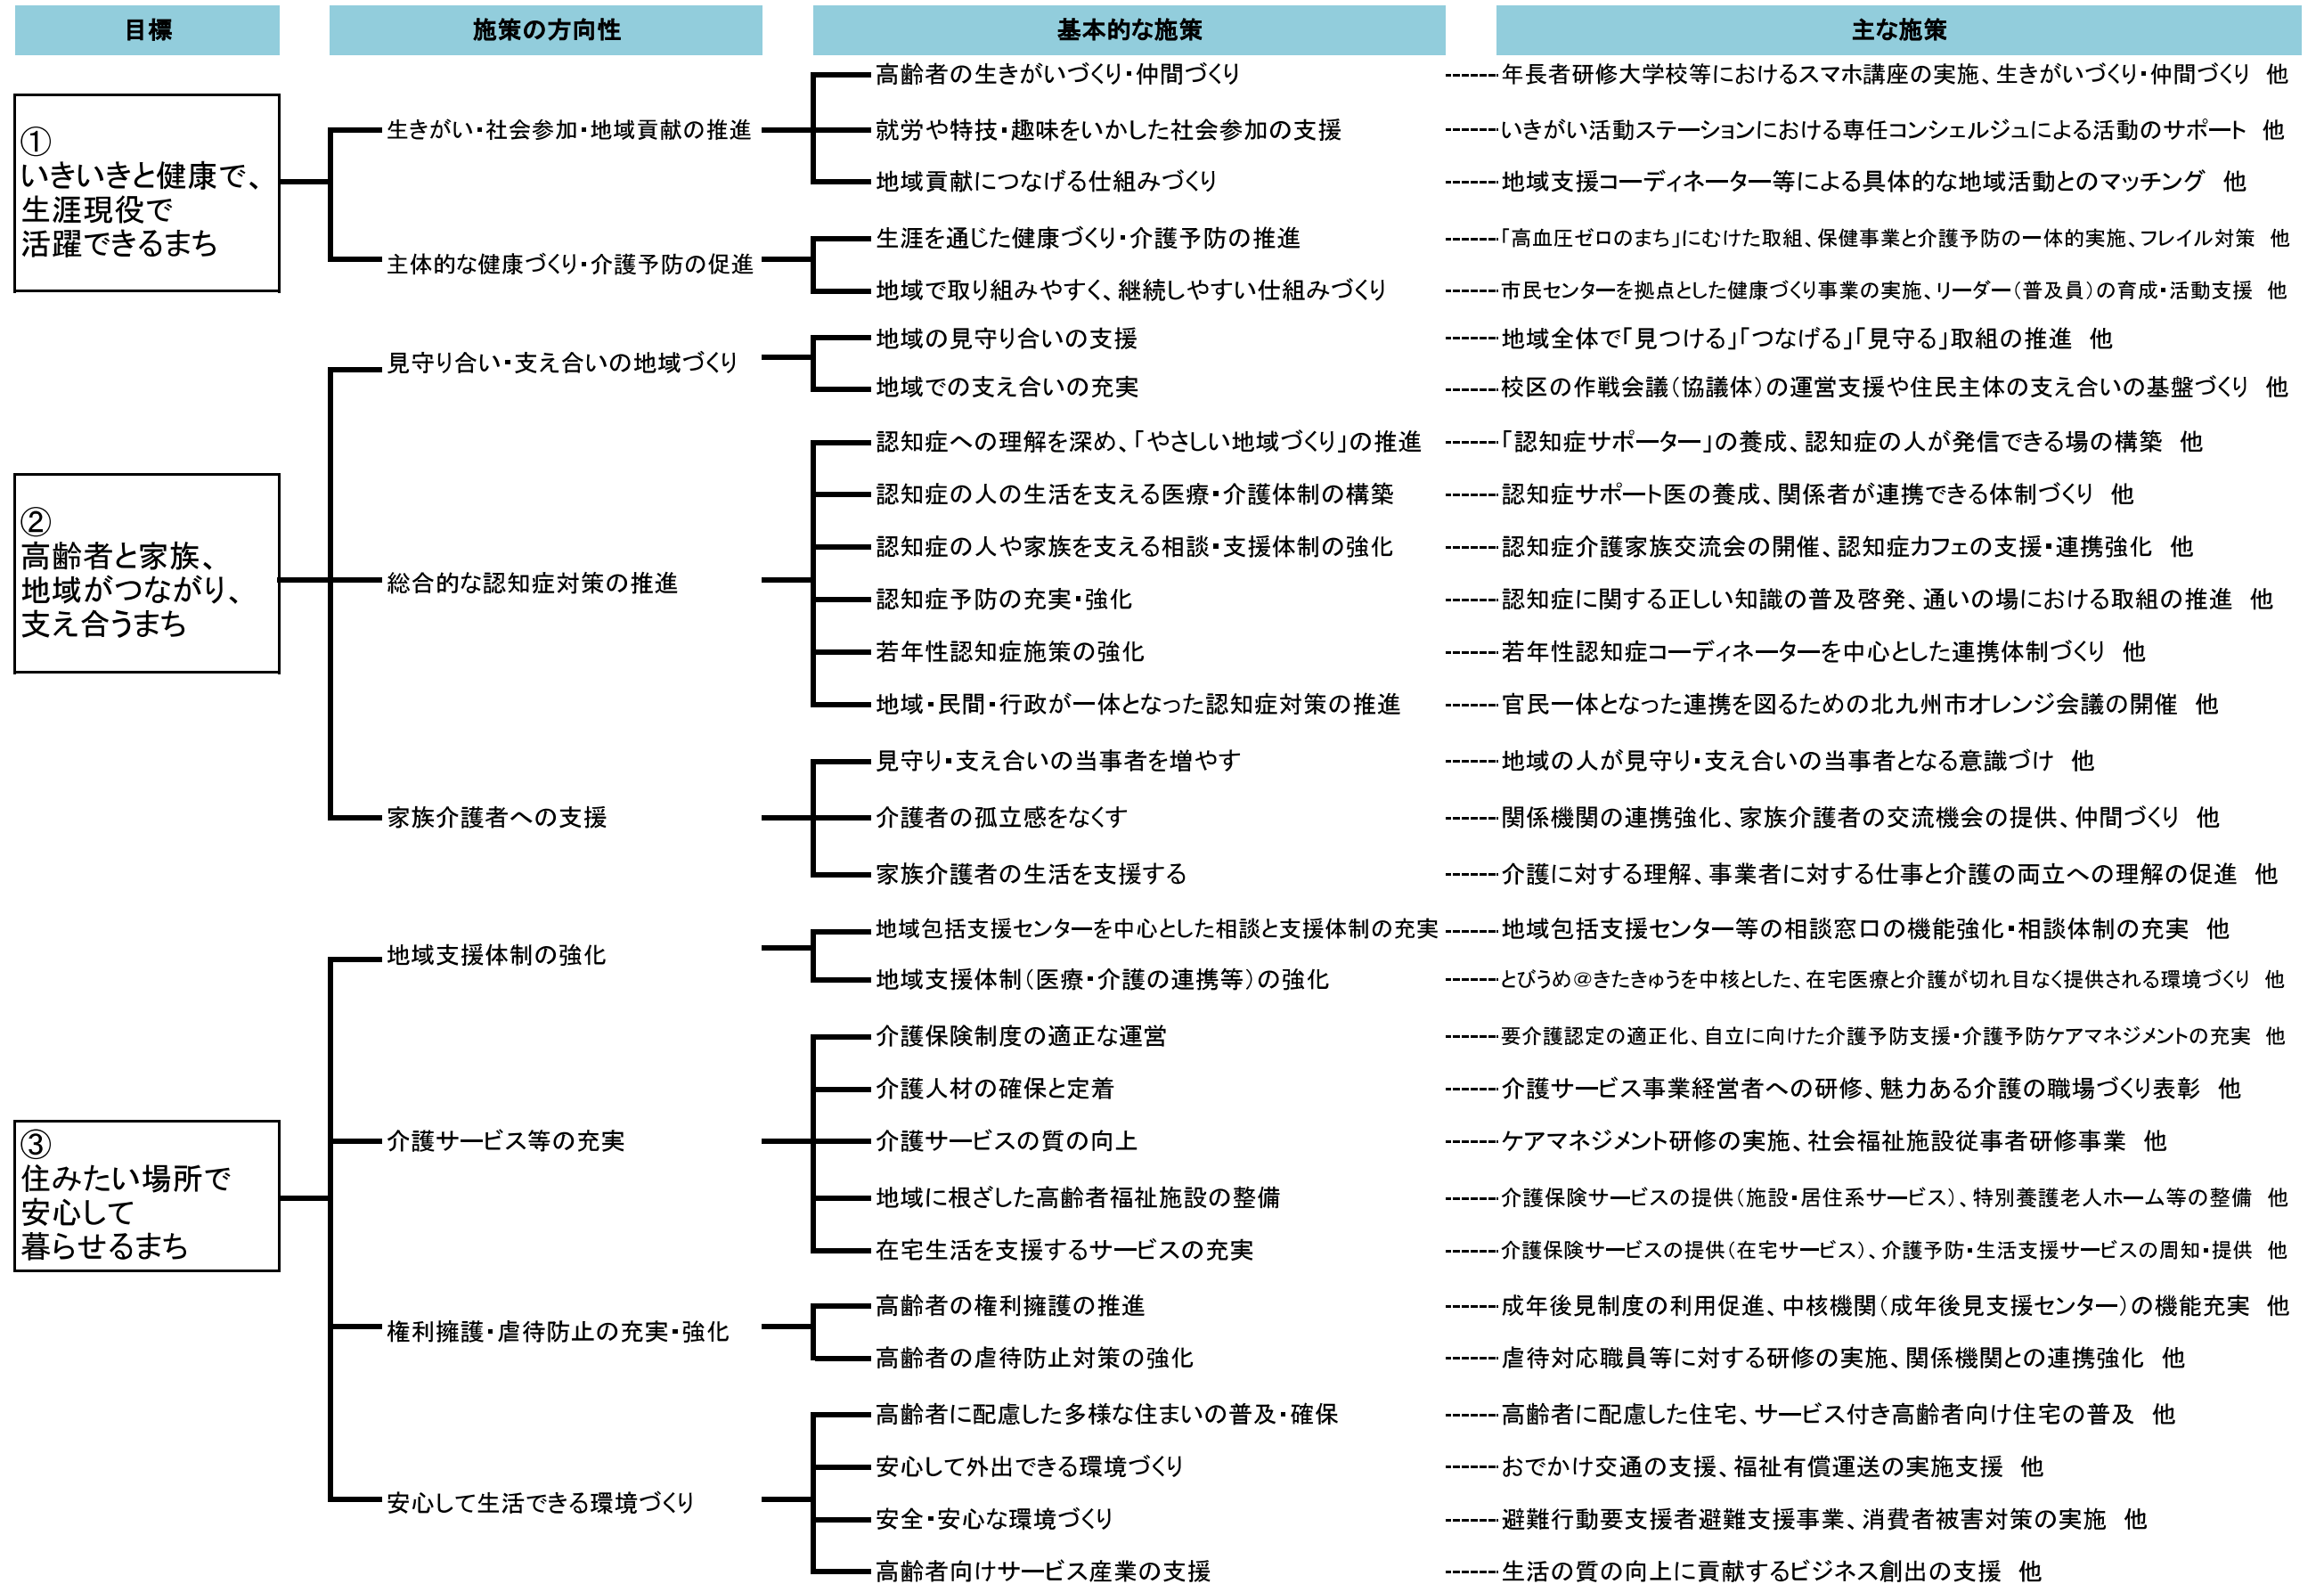 目標
施策の方向性
基本的な施策
主な施策
①
いきいきと健康で、
生涯現役で
活躍できるまち
生きがい・社会参加・地域貢献の推進
高齢者の生きがいづくり・仲間づくり
年長者研修大学校等におけるスマホ講座の実施、生きがいづくり・仲間づくり 他
就労や特技・趣味をいかした社会参加の支援
いきがい活動ステーションにおける専任コンシェルジュによる活動のサポート 他
地域貢献につなげる仕組みづくり
地域支援コーディネーター等による具体的な地域活動とのマッチング 他
主体的な健康づくり・介護予防の促進
生涯を通じた健康づくり・介護予防の推進
「高血圧ゼロのまち」にむけた取組、保健事業と介護予防の一体的実施、フレイル対策 他
地域で取り組みやすく、継続しやすい仕組みづくり
市民センターを拠点とした健康づくり事業の実施、リーダー（普及員）の育成・活動支援 他
②
高齢者と家族、
地域がつながり、
支え合うまち
見守り合い・支え合いの地域づくり
地域の見守り合いの支援
地域全体で「見つける」「つなげる」「見守る」取組の推進 他
地域での支え合いの充実
校区の作戦会議（協議体）の運営支援や住民主体の支え合いの基盤づくり 他
総合的な認知症対策の推進
認知症への理解を深め、「やさしい地域づくり」の推進
「認知症サポーター」の養成、認知症の人が発信できる場の構築 他
認知症の人の生活を支える医療・介護体制の構築
認知症サポート医の養成、関係者が連携できる体制づくり 他
認知症の人や家族を支える相談・支援体制の強化
認知症介護家族交流会の開催、認知症カフェの支援・連携強化 他
認知症予防の充実・強化
認知症に関する正しい知識の普及啓発、通いの場における取組の推進 他
若年性認知症施策の強化
若年性認知症コーディネーターを中心とした連携体制づくり 他
地域・民間・行政が一体となった認知症対策の推進
官民一体となった連携を図るための北九州市オレンジ会議の開催 他
家族介護者への支援
見守り・支え合いの当事者を増やす
地域の人が見守り・支え合いの当事者となる意識づけ 他
介護者の孤立感をなくす
関係機関の連携強化、家族介護者の交流機会の提供、仲間づくり 他
家族介護者の生活を支援する
介護に対する理解、事業者に対する仕事と介護の両立への理解の促進 他
③
住みたい場所で
安心して
暮らせるまち
地域支援体制の強化
地域包括支援センターを中心とした相談と支援体制の充実
地域包括支援センター等の相談窓口の機能強化・相談体制の充実 他
地域支援体制（医療・介護の連携等）の強化
とびうめ＠きたきゅうを中核とした、在宅医療と介護が切れ目なく提供される環境づくり 他
介護サービス等の充実
介護保険制度の適正な運営
要介護認定の適正化、自立に向けた介護予防支援・介護予防ケアマネジメントの充実 他
介護人材の確保と定着
介護サービス事業経営者への研修、魅力ある介護の職場づくり表彰 他
介護サービスの質の向上
ケアマネジメント研修の実施、社会福祉施設従事者研修事業 他
地域に根ざした高齢者福祉施設の整備
介護保険サービスの提供（施設・居住系サービス）、特別養護老人ホーム等の整備 他
在宅生活を支援するサービスの充実
介護保険サービスの提供（在宅サービス）、介護予防・生活支援サービスの周知・提供 他
権利擁護・虐待防止の充実・強化
高齢者の権利擁護の推進
成年後見制度の利用促進、中核機関（成年後見支援センター）の機能充実 他
高齢者の虐待防止対策の強化
虐待対応職員等に対する研修の実施、関係機関との連携強化 他
安心して生活できる環境づくり
高齢者に配慮した多様な住まいの普及・確保
高齢者に配慮した住宅、サービス付き高齢者向け住宅の普及 他
安心して外出できる環境づくり
おでかけ交通の支援、福祉有償運送の実施支援 他
安全・安心な環境づくり
避難行動要支援者避難支援事業、消費者被害対策の実施 他
高齢者向けサービス産業の支援
生活の質の向上に貢献するビジネス創出の支援 他